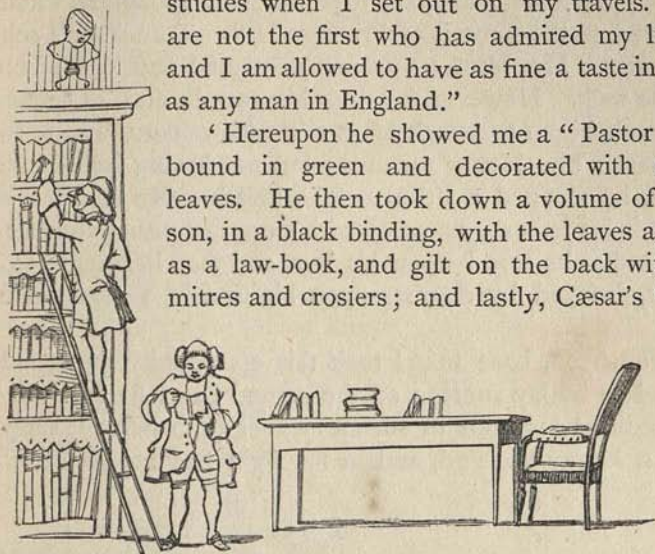 studies when I set out on my travels.
are not the first who has admired my l
and I am allowed to have as fine a taste in
as any man in England.”
‘ Hereupon he showed me a “ Pastor
bound in green and decorated with
leaves. He then took down a volume of
son, in a black binding, with the leaves a
as a law-book, and gilt on the back wi
mitres and crosiers ; and lastly, Cæsar's